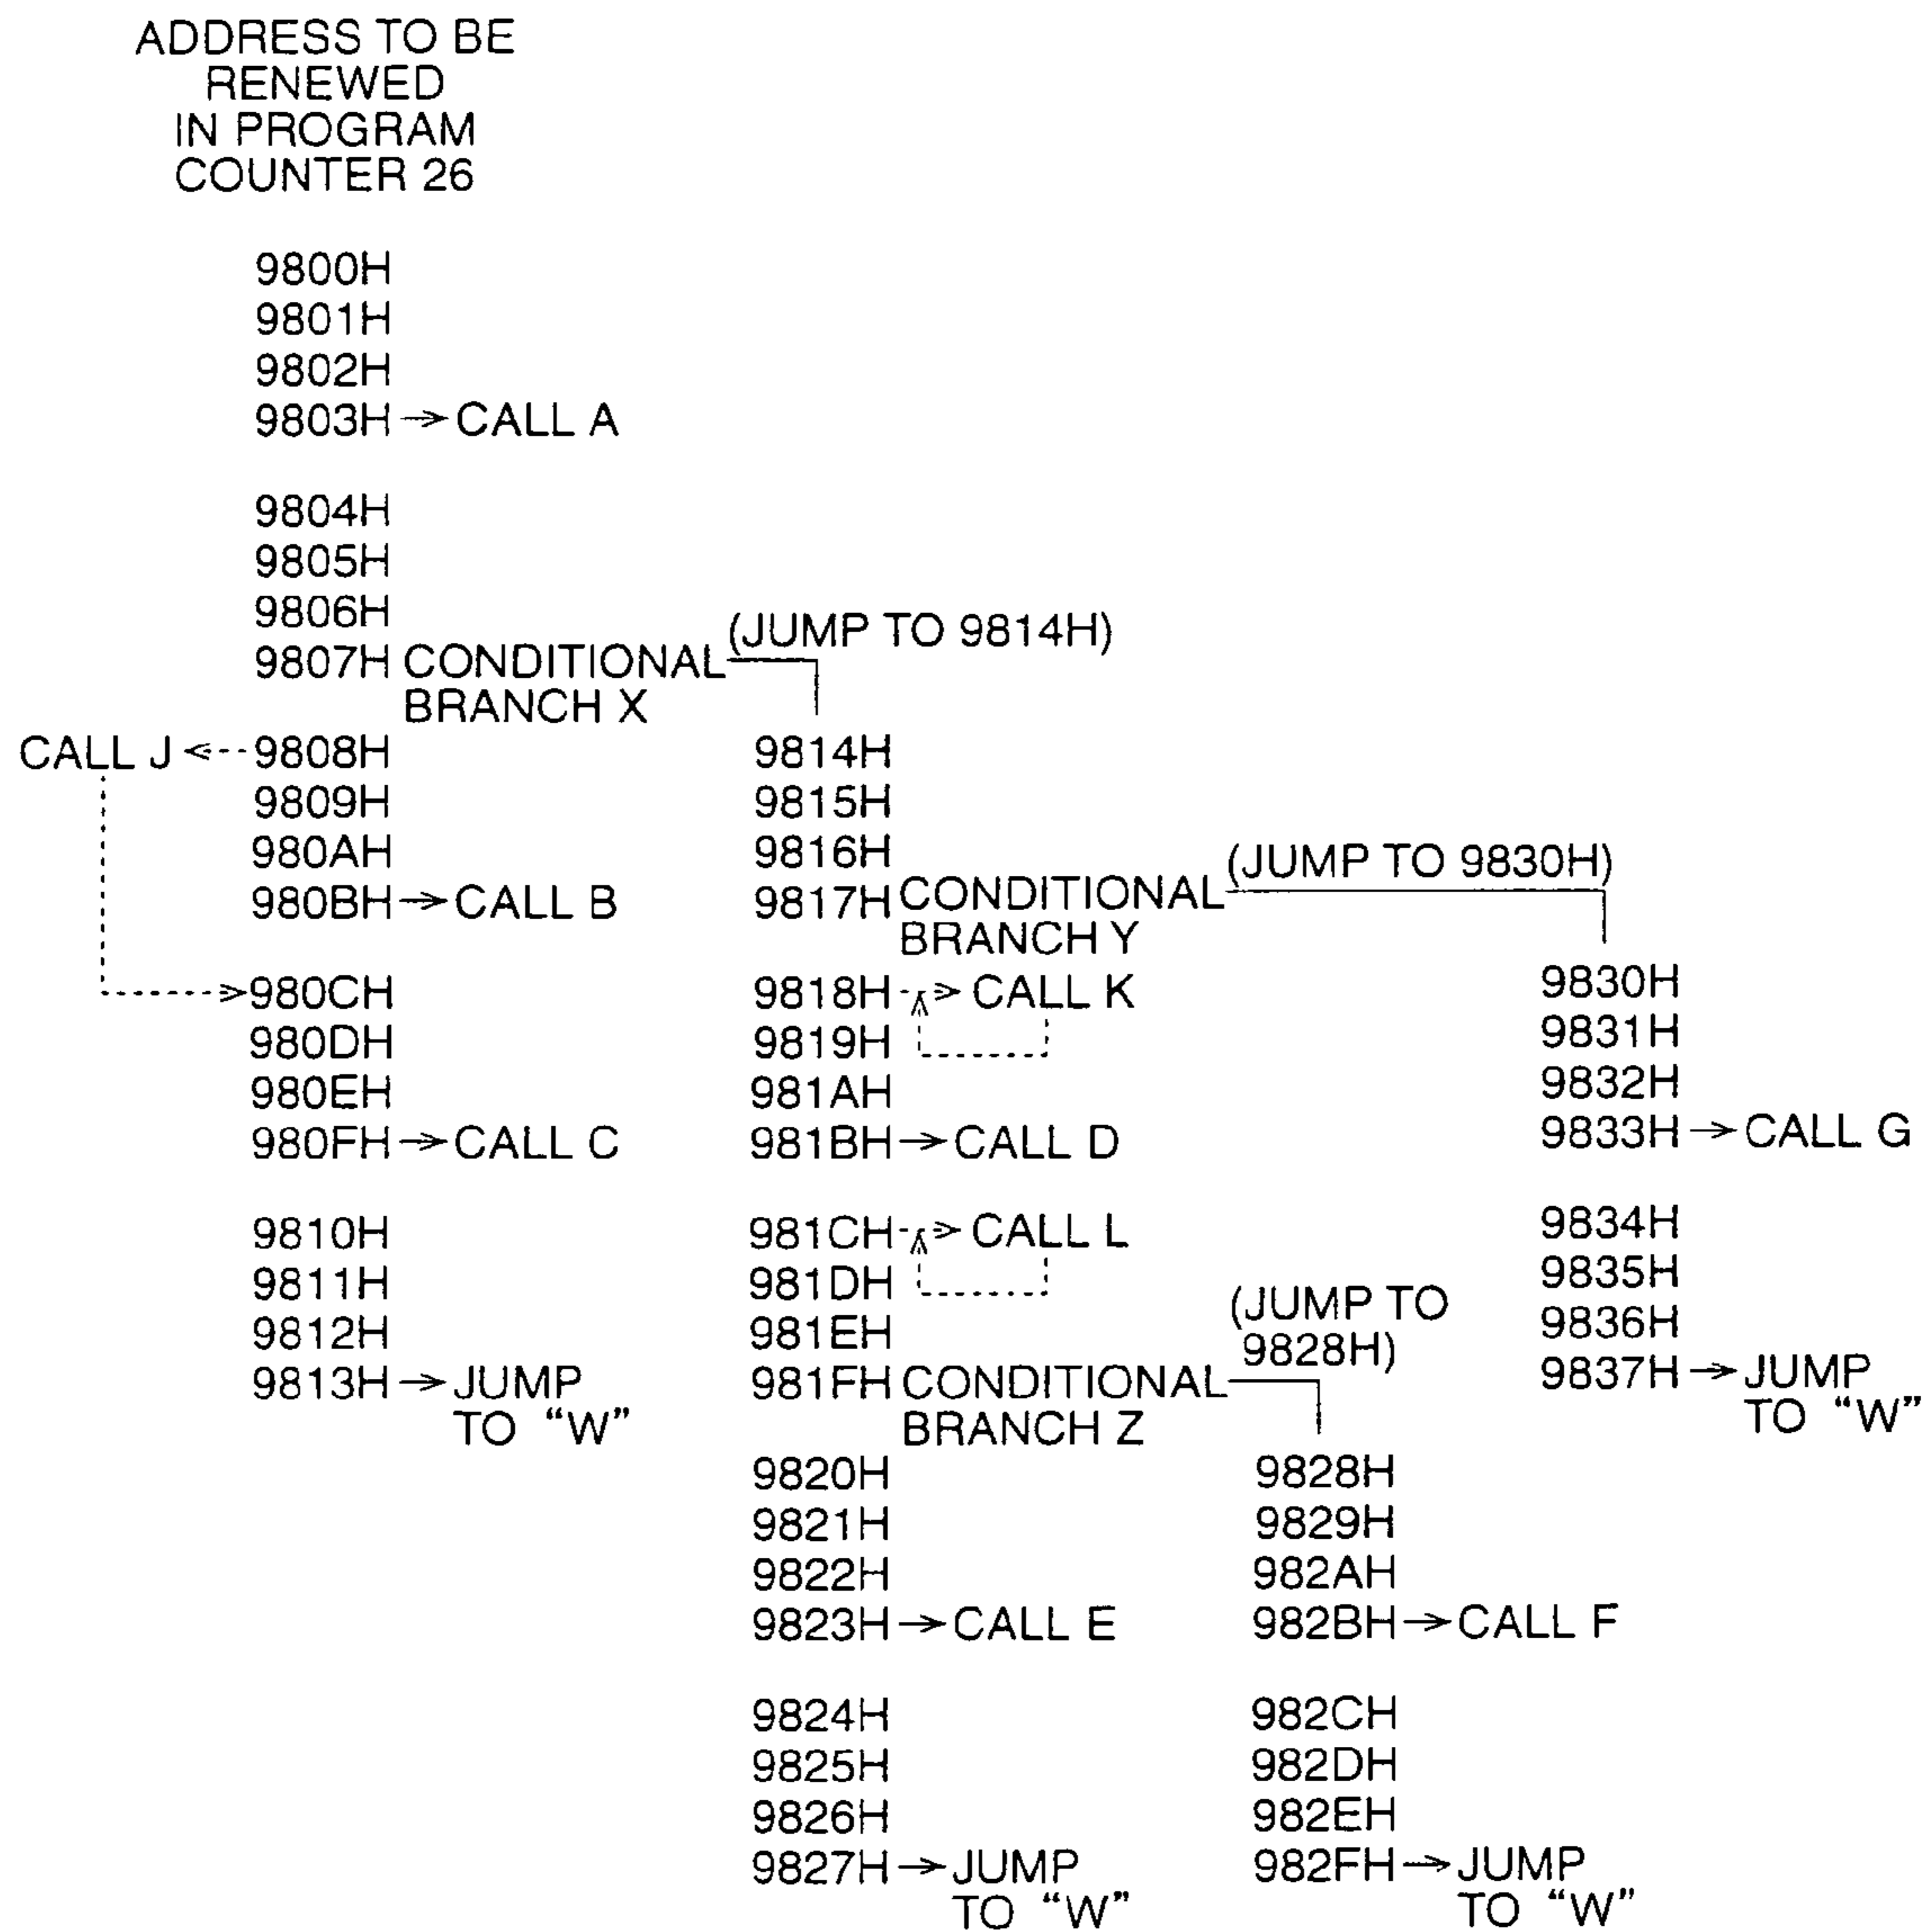 ADDRESS TO BE
RENEWED
IN PROGRAM
COUNTER 26
9800H
9801H
9802H
9803H → CALL A
9804H
9805H
9806H
9807H CONDITIONAL
BRANCH X
(JUMP TO 9814H)
CALL J
9808H
9809H
980AH
980BH → CALL B
980CH
980DH
980EH
980FH → CALL C
9810H
9811H
9812H
9813H → JUMP
TO “W”
9814H
9815H
9816H
9817H CONDITIONAL
BRANCH Y
(JUMP TO 9830H)
9818H CALL K
9819H
981AH
981BH → CALL D
981CH CALL L
981DH
981EH
981FH CONDITIONAL
BRANCH Z
(JUMP TO
9828H)
9820H
9821H
9822H
9823H → CALL E
9824H
9825H
9826H
9827H → JUMP
TO “W”
9828H
9829H
982AH
982BH → CALL F
982CH
982DH
982EH
982FH → JUMP
TO “W”
9830H
9831H
9832H
9833H → CALL G
9834H
9835H
9836H
9837H → JUMP
TO “W”